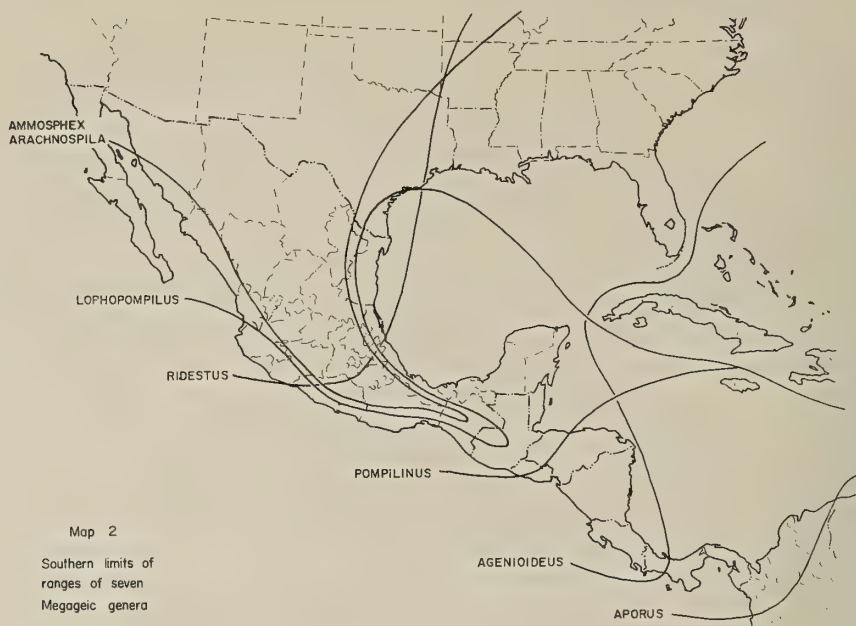 AMMOSPHEX
ARACHNOSPILA
LOPHOPOMPILUS
RIDESTUS
POMPILINUS
AGENIOIDEUS
APORUS
Map 2
Southern limits of
ranges of seven
Megageic genera